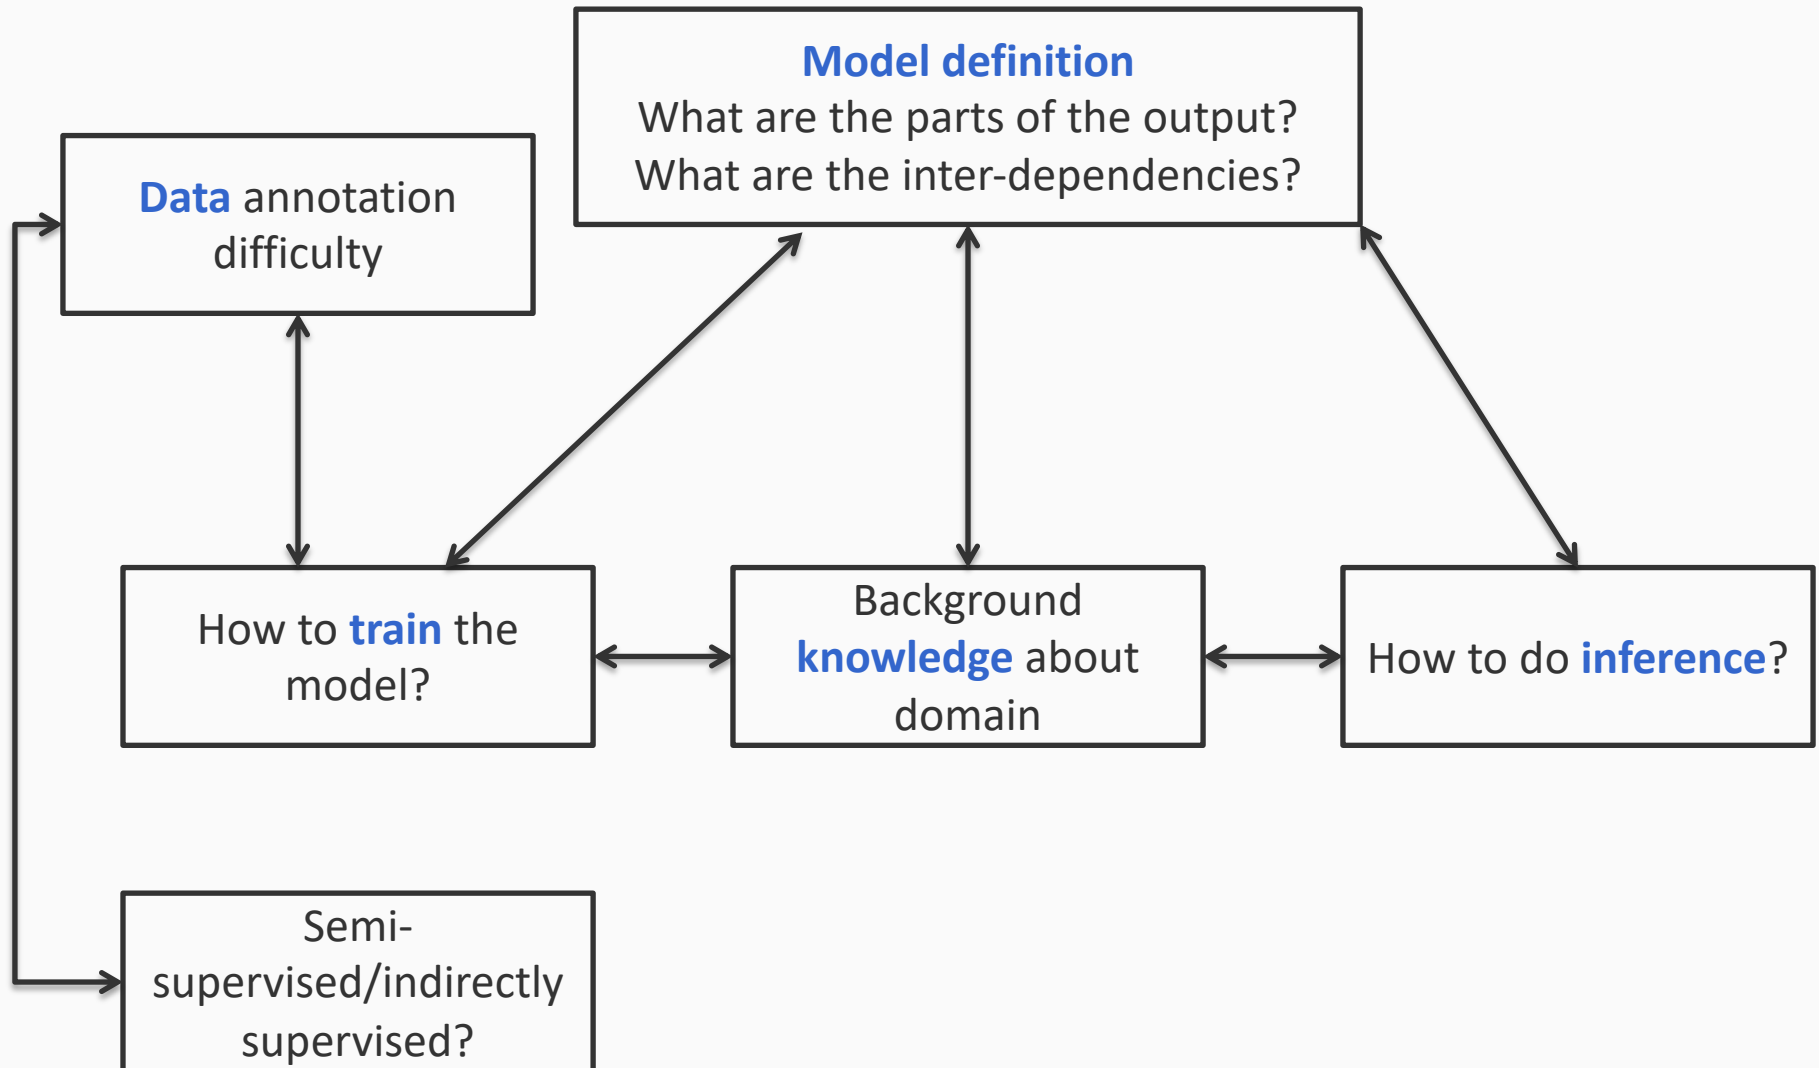 Model definition
What are the parts of the output?
What are the inter-dependencies?
Data annotation
difficulty
How to train the
model?
Background
knowledge about
domain
How to do inference?
Semi-
supervised/indirectly
supervised?